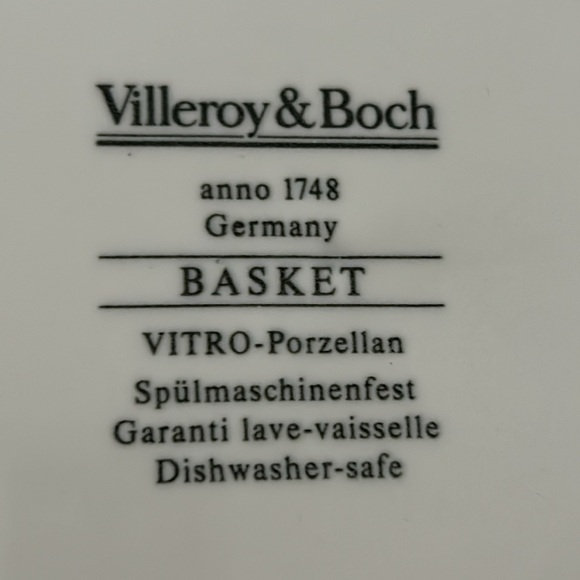 Villeroy & Boch
anno 1748
Germany
BASKET
VITRO-Porzellan
Spülmaschinenfest
Garanti lave-vaisselle
Dishwasher-safe